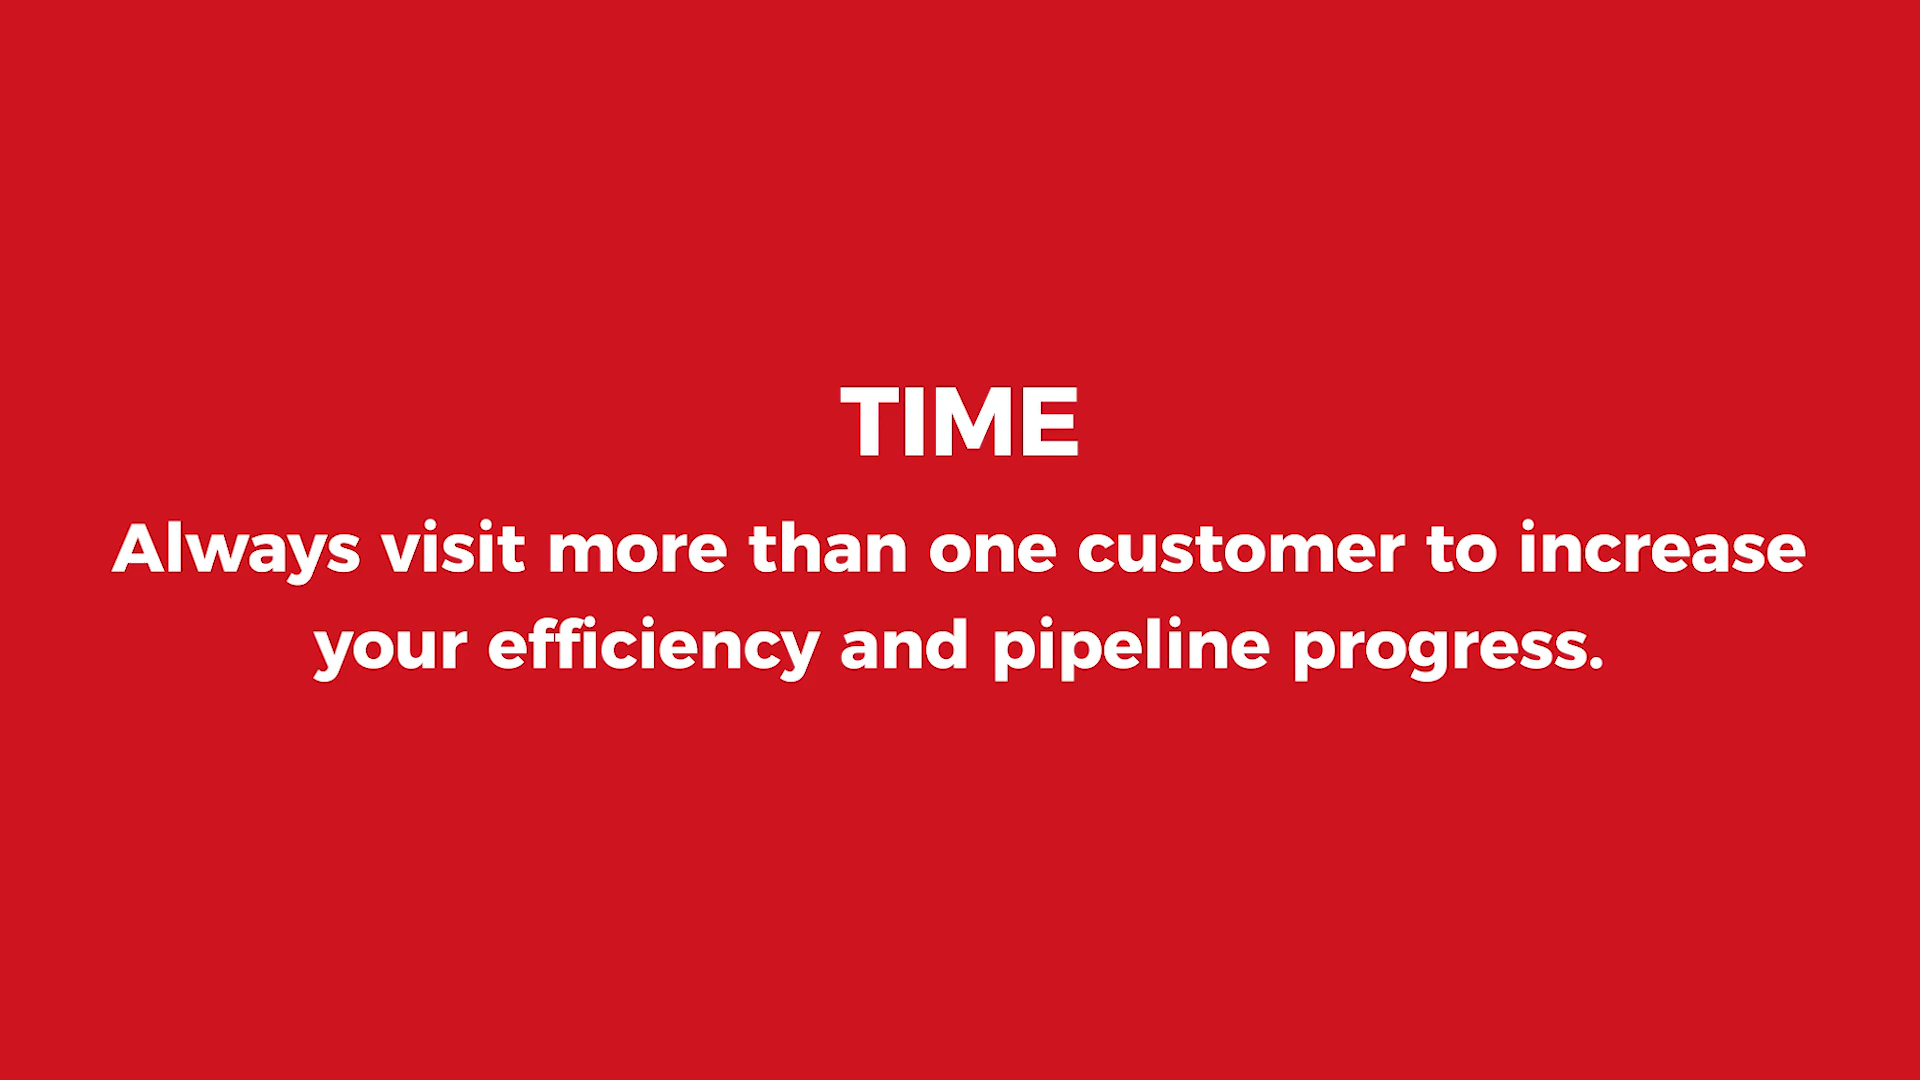 TIME
Always visit more than one customer to increase
your efficiency and pipeline progress.